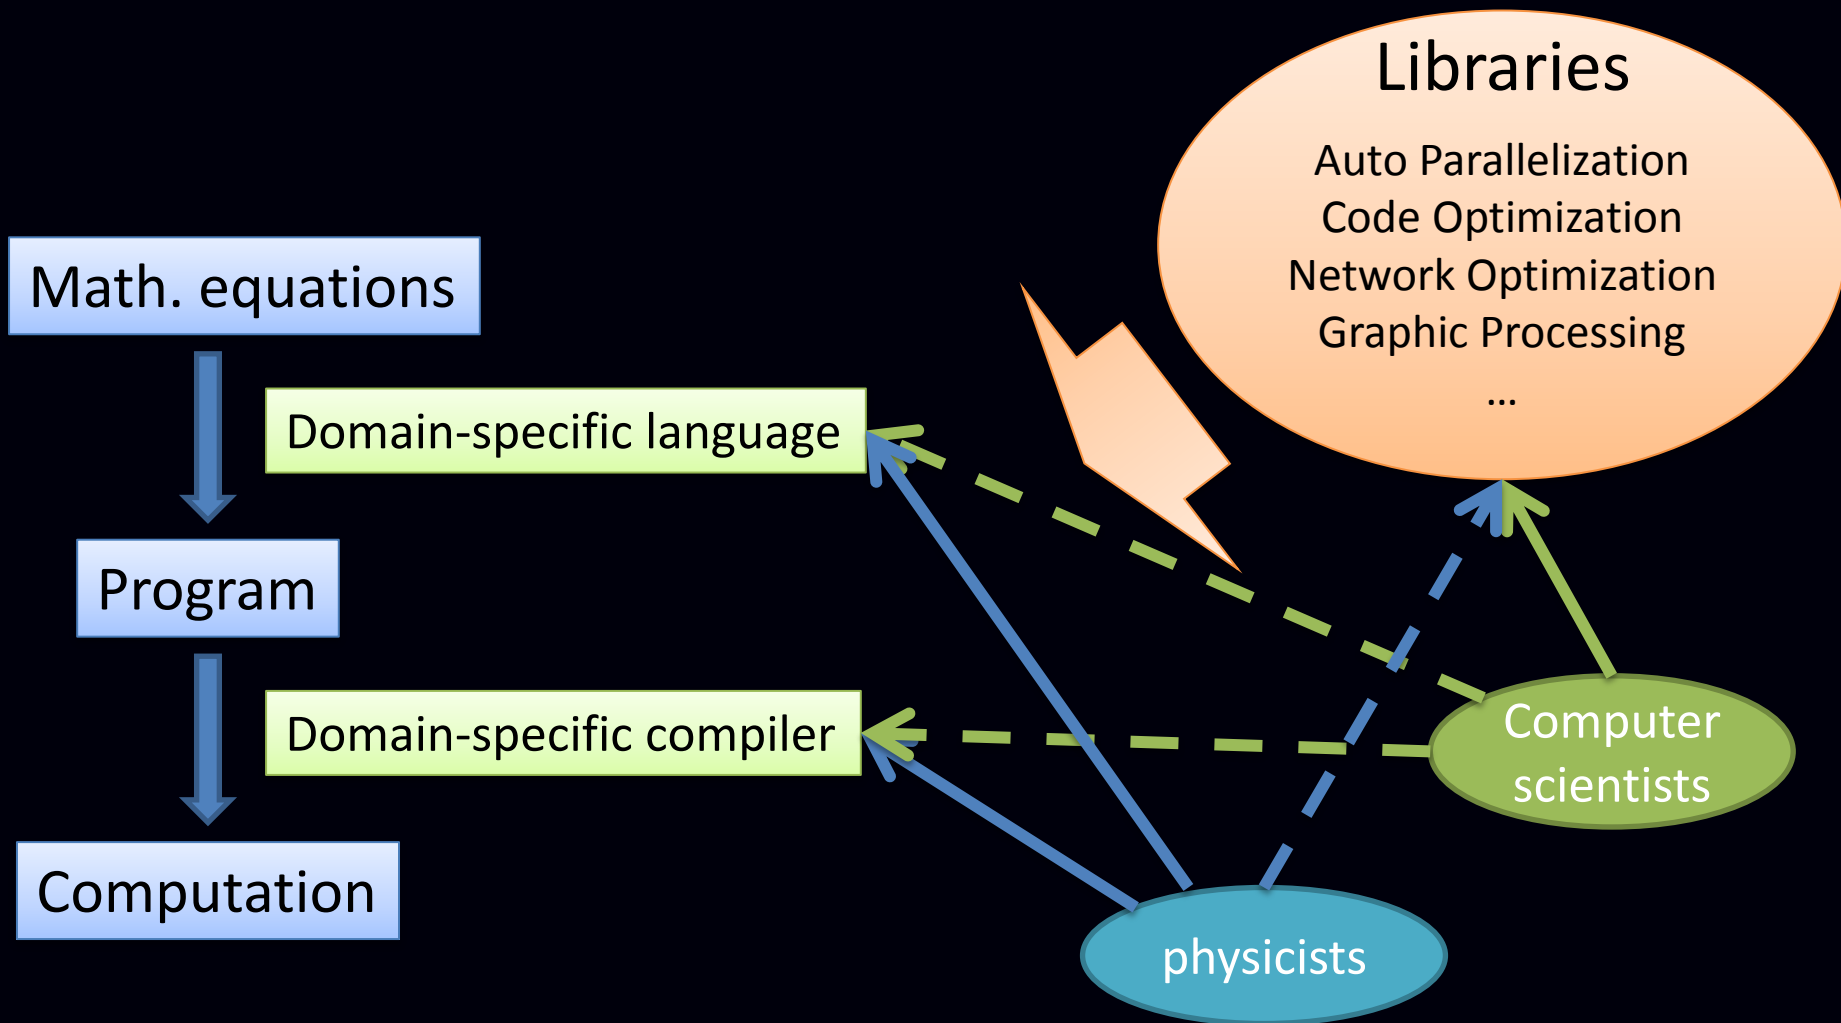 Libraries
Auto Parallelization
Code Optimization
Network Optimization
Graphic Processing
...
Math. equations
Domain-specific language
Program
Domain-specific compiler
Computer
scientists
Computation
physicists